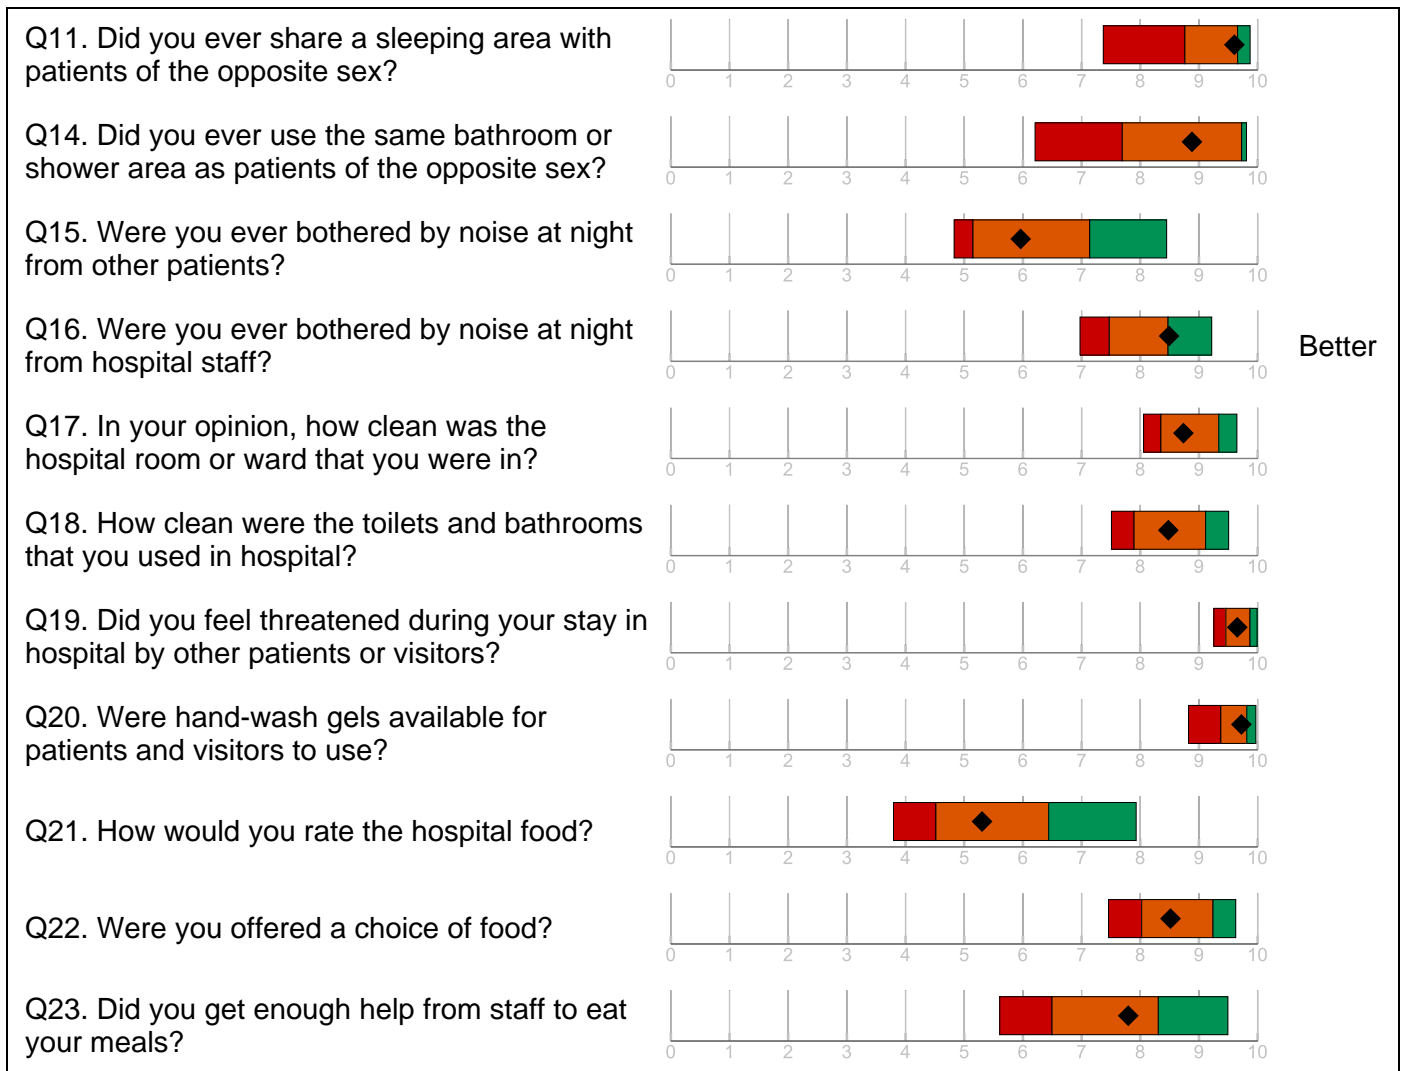 Q11. Did you ever share a sleeping area with
patients of the opposite sex?
0 1 2 3 4 5 6 7 8 9 10
Q14. Did you ever use the same bathroom or
shower area as patients of the opposite sex?
0 1 2 3 4 5 6 7 8 9 10
Q15. Were you ever bothered by noise at night
from other patients?
0 1 2 3 4 5 6 7 8 9 10
Q16. Were you ever bothered by noise at night
from hospital staff?
0 1 2 3 4 5 6 7 8 9 10
Better
Q17. In your opinion, how clean was the
hospital room or ward that you were in?
0 1 2 3 4 5 6 7 8 9 10
Q18. How clean were the toilets and bathrooms
that you used in hospital?
0 1 2 3 4 5 6 7 8 9 10
Q19. Did you feel threatened during your stay in
hospital by other patients or visitors?
0 1 2 3 4 5 6 7 8 9 10
Q20. Were hand-wash gels available for
patients and visitors to use?
0 1 2 3 4 5 6 7 8 9 10
Q21. How would you rate the hospital food?
0 1 2 3 4 5 6 7 8 9 10
Q22. Were you offered a choice of food?
0 1 2 3 4 5 6 7 8 9 10
Q23. Did you get enough help from staff to eat
your meals?
0 1 2 3 4 5 6 7 8 9 10